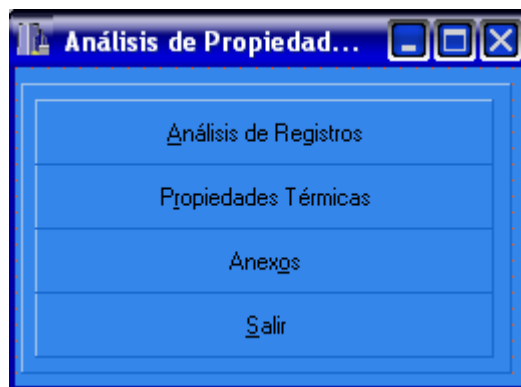 Análisis de Propiedad...
Análisis de Registros
Propiedades Térmicas
Anexos
Salir